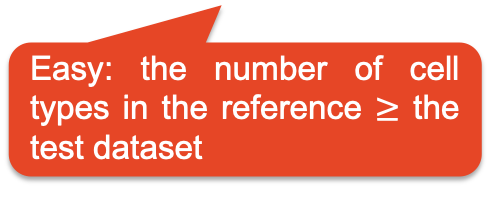 Easy: the number of cell
types in the reference ≥ the
test dataset